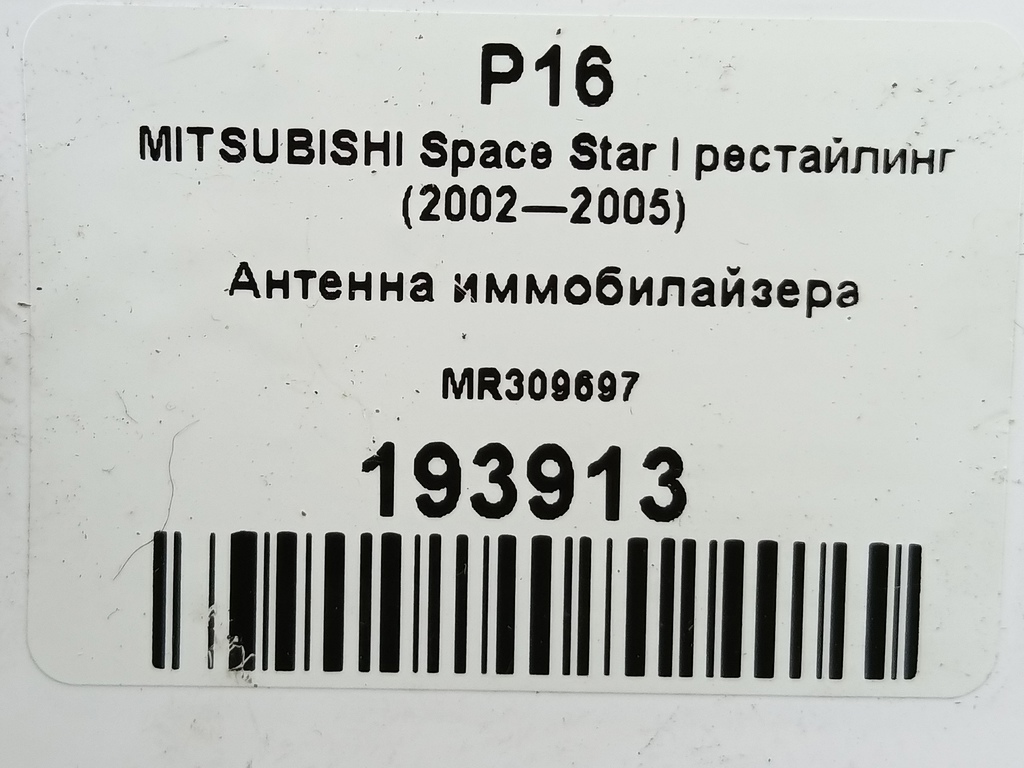 P16
MITSUBISHI Space Star I рестайлинг
(2002—2005)
Антенна иммобилайзера
MR309697
193913